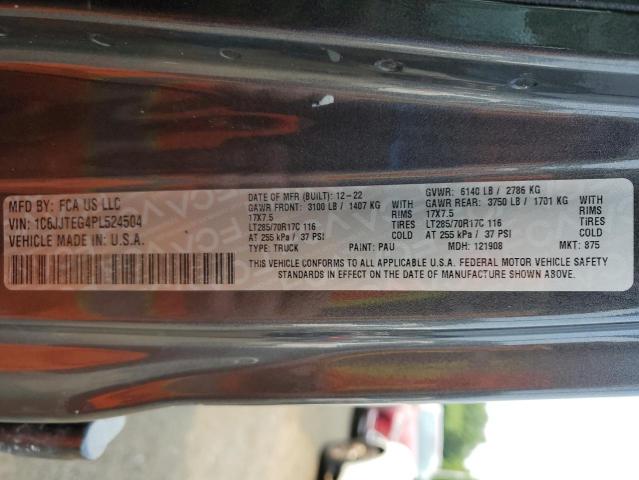 MFD BY: FCA US LLC
VIN: 1C6JJTEG4PL524504
VEHICLE MADE IN: U.S.A.
DATE OF MFR (BUILT): 12-22
GAWR FRONT: 3100 LB / 1407 KG WITH
17X7.5 RIMS
LT285/70R17C 116 TIRES
AT 255 kPa / 37 PSI COLD
TYPE: TRUCK PAINT: PAU
GVWR: 6140 LB / 2786 KG
GAWR REAR: 3750 LB / 1701 KG WITH
17X7.5 RIMS
LT285/70R17C 116 TIRES
AT 255 kPa / 37 PSI COLD
MDH: 121908 MKT: 875
THIS VEHICLE CONFORMS TO ALL APPLICABLE U.S.A. FEDERAL MOTOR VEHICLE SAFETY
STANDARDS IN EFFECT ON THE DATE OF MANUFACTURE SHOWN ABOVE.